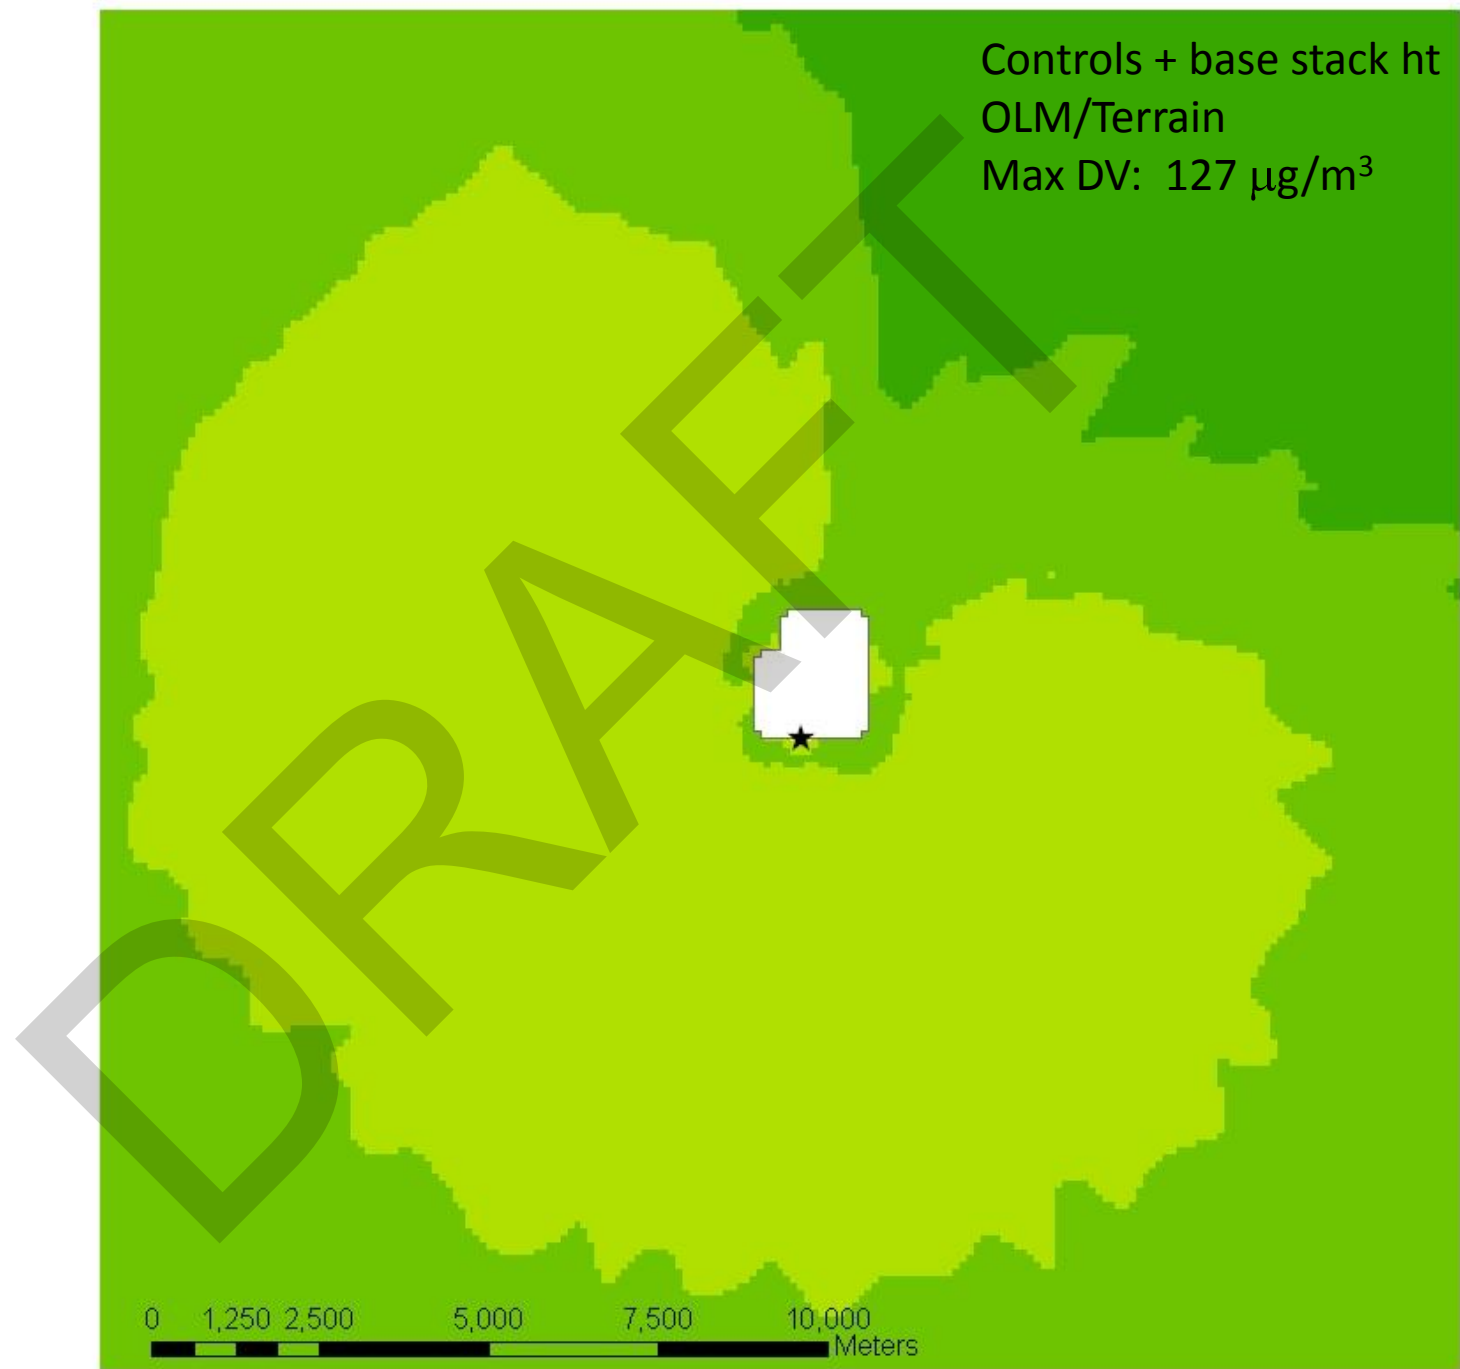 Controls + base stack ht
OLM/Terrain
Max DV: 127 μg/m³
DRAFT
0 1,250 2,500 5,000 7,500 10,000
Meters